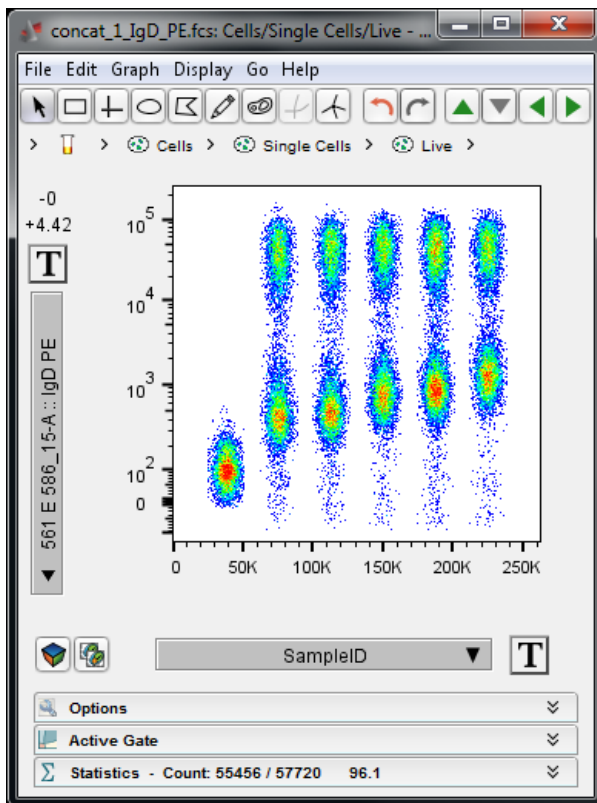 concat_1_IgD_PE.fcs: Cells/Single Cells/Live - ...
File Edit Graph Display Go Help
> > Cells > Single Cells > Live >
-0
+4.42
T
561 E 586_15-A :: IgD PE
10^5
10^4
10^3
10^2
0
0 50K 100K 150K 200K 250K
SampleID
T
Options
Active Gate
Σ Statistics - Count: 55456 / 57720 96.1